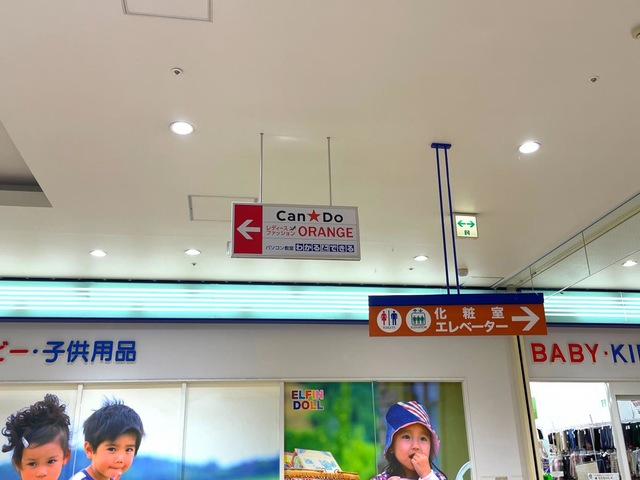 Can★Do
レディース
ファッション ORANGE
パソコン教室 わかるとできる
化粧室
エレベーター
ビー・子供用品
BABY・KI
ELFIN
DOLL